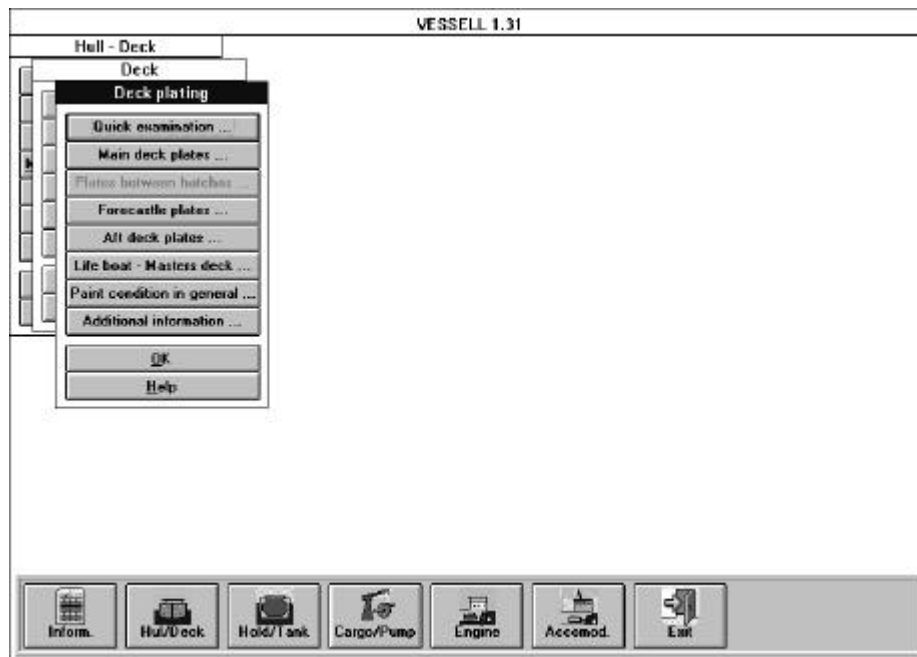 VESSELL 1.31
Hull - Deck
Deck
Deck plating
Quick examination ...
Main deck plates ...
Plates between hatches ...
Forecastle plates ...
Aft deck plates ...
Life boat - Masters deck ...
Paint condition in general ...
Additional information ...
OK
Help
Inform.
Hul/Deck
Hold/Tank
Cargo/Pump
Engine
Accomod.
Exit